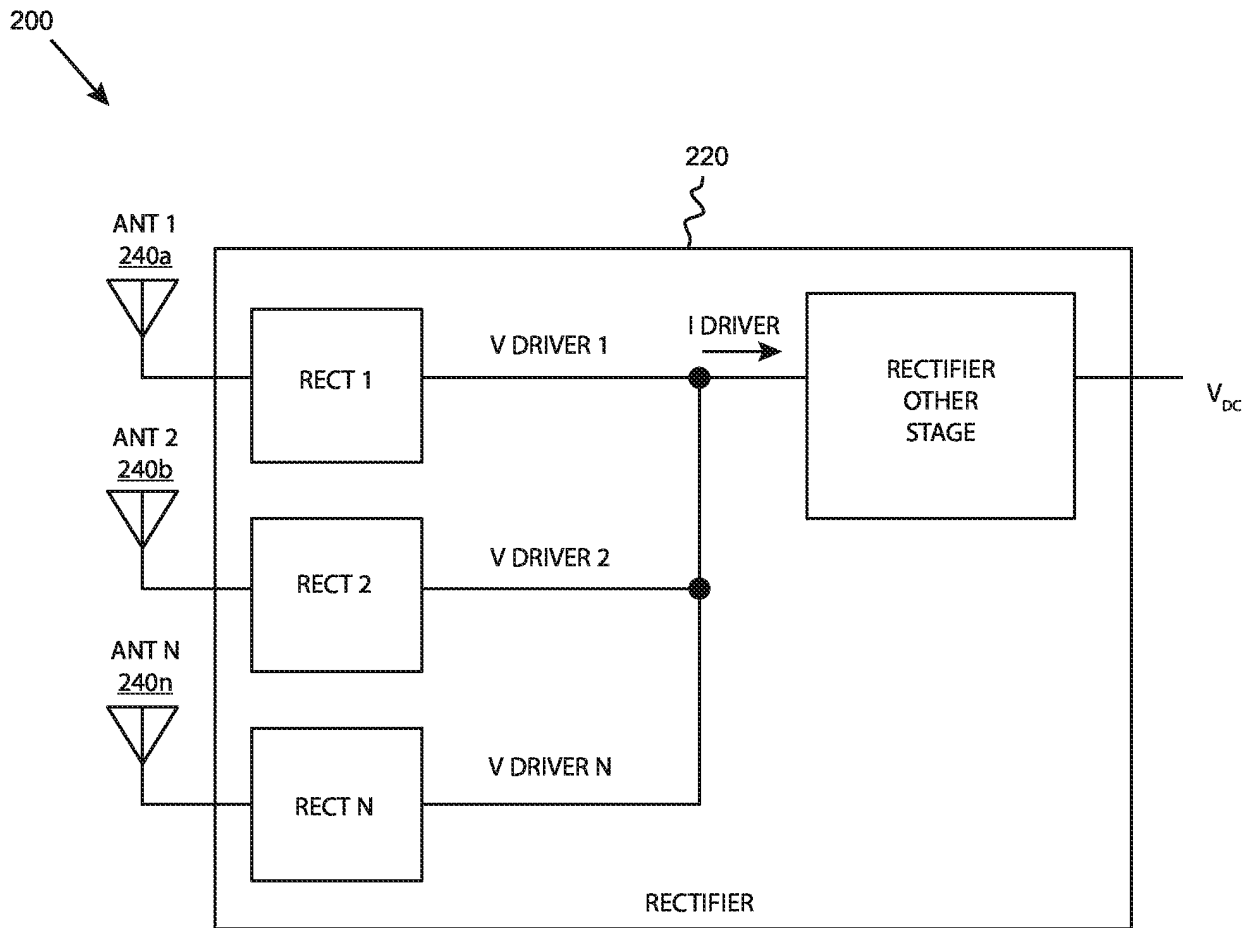 200
220
ANT 1
240a
RECT 1
V DRIVER 1
I DRIVER
RECTIFIER
OTHER
STAGE
VDC
ANT 2
240b
RECT 2
V DRIVER 2
ANT N
240n
RECT N
V DRIVER N
RECTIFIER